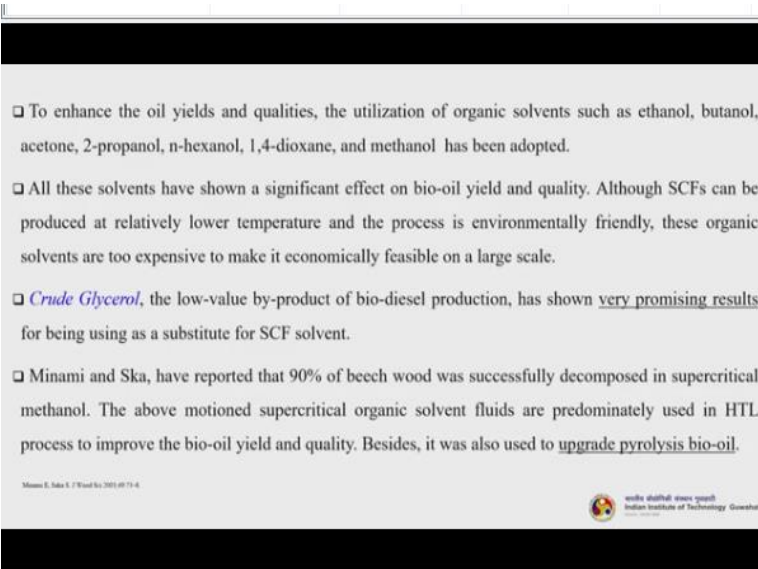 ❑ To enhance the oil yields and qualities, the utilization of organic solvents such as ethanol, butanol,
acetone, 2-propanol, n-hexanol, 1,4-dioxane, and methanol has been adopted.
❑ All these solvents have shown a significant effect on bio-oil yield and quality. Although SCFs can be
produced at relatively lower temperature and the process is environmentally friendly, these organic
solvents are too expensive to make it economically feasible on a large scale.
❑ Crude Glycerol, the low-value by-product of bio-diesel production, has shown very promising results
for being using as a substitute for SCF solvent.
❑ Minami and Ska, have reported that 90% of beech wood was successfully decomposed in supercritical
methanol. The above motioned supercritical organic solvent fluids are predominately used in HTL
process to improve the bio-oil yield and quality. Besides, it was also used to upgrade pyrolysis bio-oil.
Indian Institute of Technology